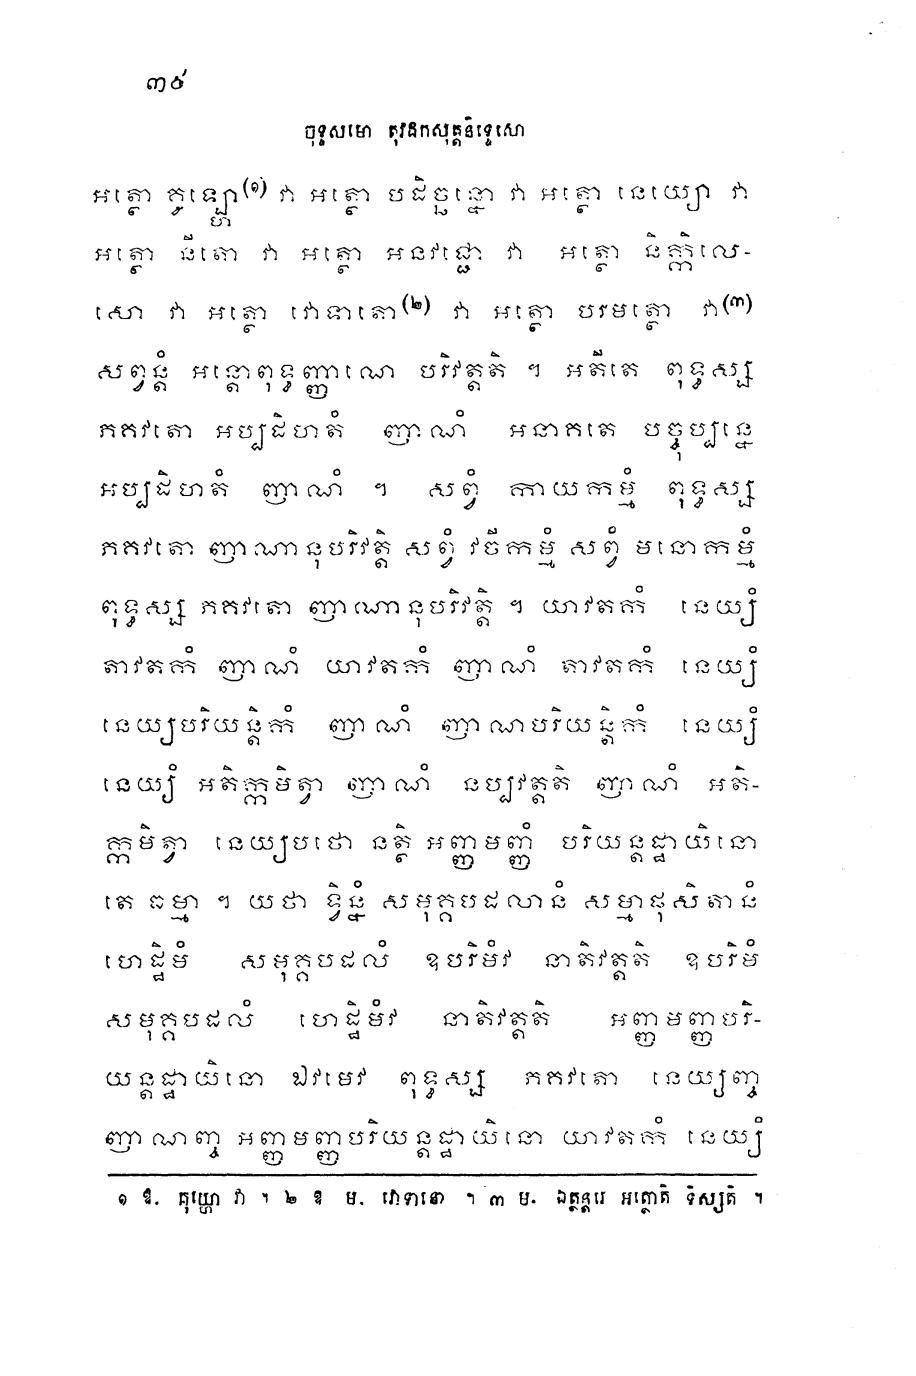 ៣៩
ចុទ្ទសមោ តុវដកសុត្តនិទ្ទេសោ
អត្ថោ គូឡ្ហោ(១) វា អត្ថោ បដិច្ឆន្នោ វា អត្ថោ នេយ្យោ វា
អត្ថោ នីតោ វា អត្ថោ អនវជ្ជោ វា អត្ថោ និក្កិលេ-
សោ វា អត្ថោ វោទាតោ(២) វា អត្ថោ បរមត្ថោ វា(៣)
សព្វន្តំ អន្តោពុទ្ធញ្ញាណេ បរិវត្តតិ ។ អតីតេ ពុទ្ធស្ស
ភគវតោ អប្បដិហតំ ញាណំ អនាគតេ បច្ចុប្បន្នេ
អប្បដិហតំ ញាណំ ។ សព្វំ កាយកម្មំ ពុទ្ធស្ស
ភគវតោ ញាណានុបរិវត្តិ សព្វំ វចីកម្មំ សព្វំ មនោកម្មំ
ពុទ្ធស្ស ភគវតោ ញាណានុបរិវត្តិ ។ យាវតកំ នេយ្យំ
តាវតកំ ញាណំ យាវតកំ ញាណំ តាវតកំ នេយ្យំ
នេយ្យបរិយន្តិកំ ញាណំ ញាណបរិយន្តិកំ នេយ្យំ
នេយ្យំ អតិក្កមិត្វា ញាណំ នប្បវត្តតិ ញាណំ អតិ-
ក្កមិត្វា នេយ្យបថោ នត្ថិ អញ្ញមញ្ញំ បរិយន្តដ្ឋាយិនោ
តេ ធម្មា ។ យថា ទ្វិន្នំ សមុគ្គបដលានំ សម្មាផុសិតានំ
ហេដ្ឋិមំ សមុគ្គបដលំ ឧបរិមំវ នាតិវត្តតិ ឧបរិមំ
សមុគ្គបដលំ ហេដ្ឋិមំវ នាតិវត្តតិ អញ្ញមញ្ញបរិ-
យន្តដ្ឋាយិនោ ឯវមេវ ពុទ្ធស្ស ភគវតោ នេយ្យញ្ច
ញាណញ្ច អញ្ញមញ្ញបរិយន្តដ្ឋាយិនោ យាវតកំ នេយ្យំ
១ ឱ. គុយ្ហោ វា ។ ២ ឱ ម. វោទានោ ។ ៣ ម. ឯត្ថន្តរេ អត្ថោតិ ទិស្សតិ ។